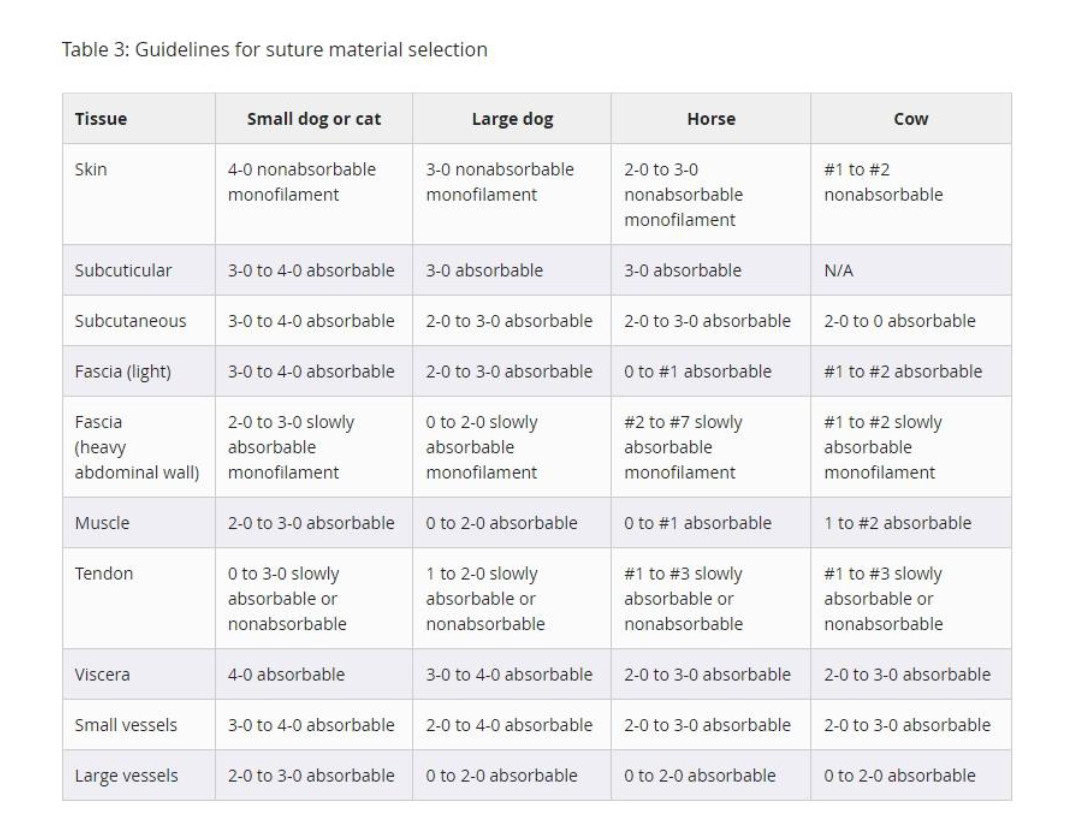 Table 3: Guidelines for suture material selection
Tissue Small dog or cat Large dog Horse Cow
Skin 4-0 nonabsorbable 3-0 nonabsorbable 2-0 to 3-0 #1 to #2
monofilament monofilament nonabsorbable nonabsorbable
monofilament
Subcuticular 3-0 to 4-0 absorbable 3-0 absorbable 3-0 absorbable N/A
Subcutaneous 3-0 to 4-0 absorbable 2-0 to 3-0 absorbable 2-0 to 3-0 absorbable 2-0 to 0 absorbable
Fascia (light) 3-0 to 4-0 absorbable 2-0 to 3-0 absorbable 0 to #1 absorbable #1 to #2 absorbable
Fascia 2-0 to 3-0 slowly 0 to 2-0 slowly #2 to #7 slowly #1 to #2 slowly
(heavy absorbable absorbable absorbable absorbable
abdominal wall) monofilament monofilament monofilament monofilament
Muscle 2-0 to 3-0 absorbable 0 to 2-0 absorbable 0 to #1 absorbable 1 to #2 absorbable
Tendon 0 to 3-0 slowly 1 to 2-0 slowly #1 to #3 slowly #1 to #3 slowly
absorbable or absorbable or absorbable or absorbable or
nonabsorbable nonabsorbable nonabsorbable nonabsorbable
Viscera 4-0 absorbable 3-0 to 4-0 absorbable 2-0 to 3-0 absorbable 2-0 to 3-0 absorbable
Small vessels 3-0 to 4-0 absorbable 2-0 to 4-0 absorbable 2-0 to 3-0 absorbable 2-0 to 3-0 absorbable
Large vessels 2-0 to 3-0 absorbable 0 to 2-0 absorbable 0 to 2-0 absorbable 0 to 2-0 absorbable